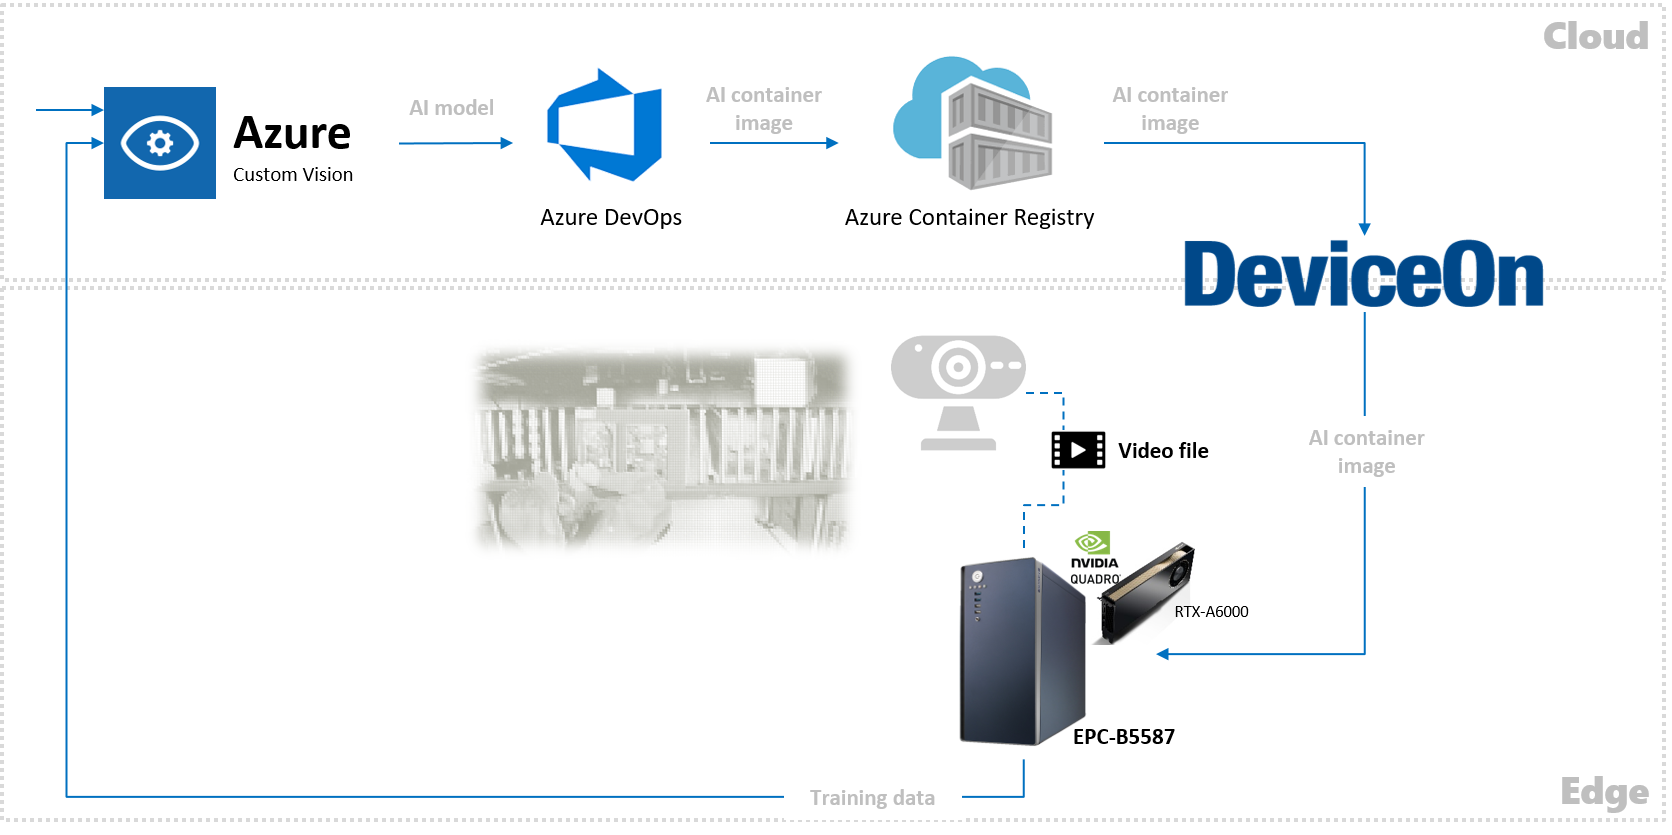 Cloud
Azure
Custom Vision
AI model
Azure DevOps
AI container
image
Azure Container Registry
AI container
image
DeviceOn
Video file
AI container
image
NVIDIA
QUADRO
RTX-A6000
EPC-B5587
Training data
Edge